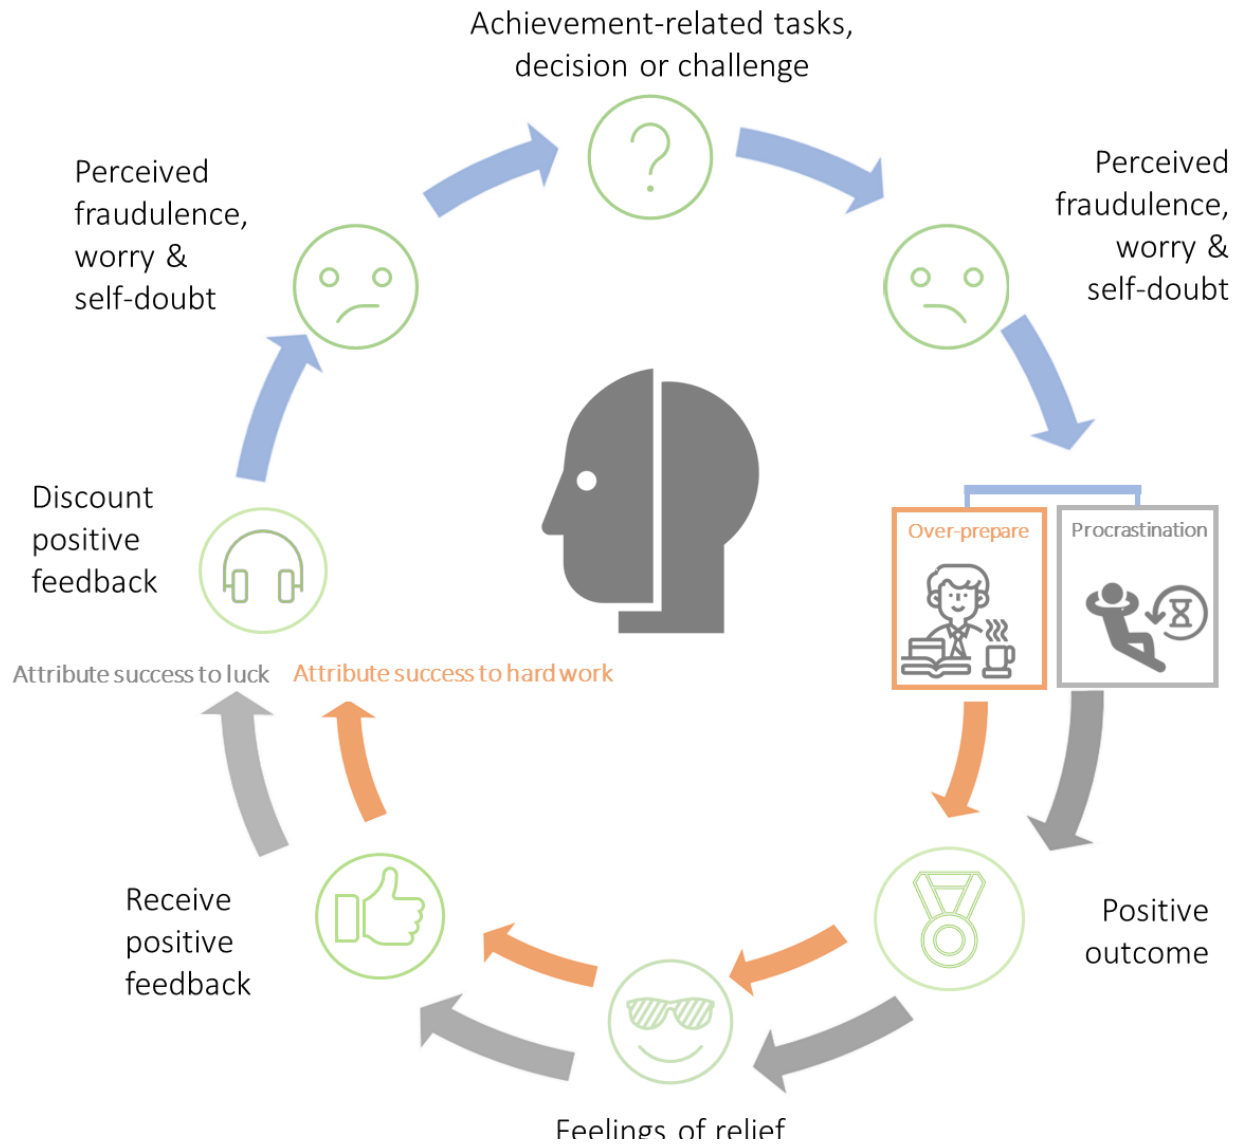 Achievement-related tasks,
decision or challenge
Perceived
fraudulence,
worry &
self-doubt
Perceived
fraudulence,
worry &
self-doubt
Over-prepare
Procrastination
Discount
positive
feedback
Attribute success to luck
Attribute success to hard work
Receive
positive
feedback
Positive
outcome
Feelings of relief